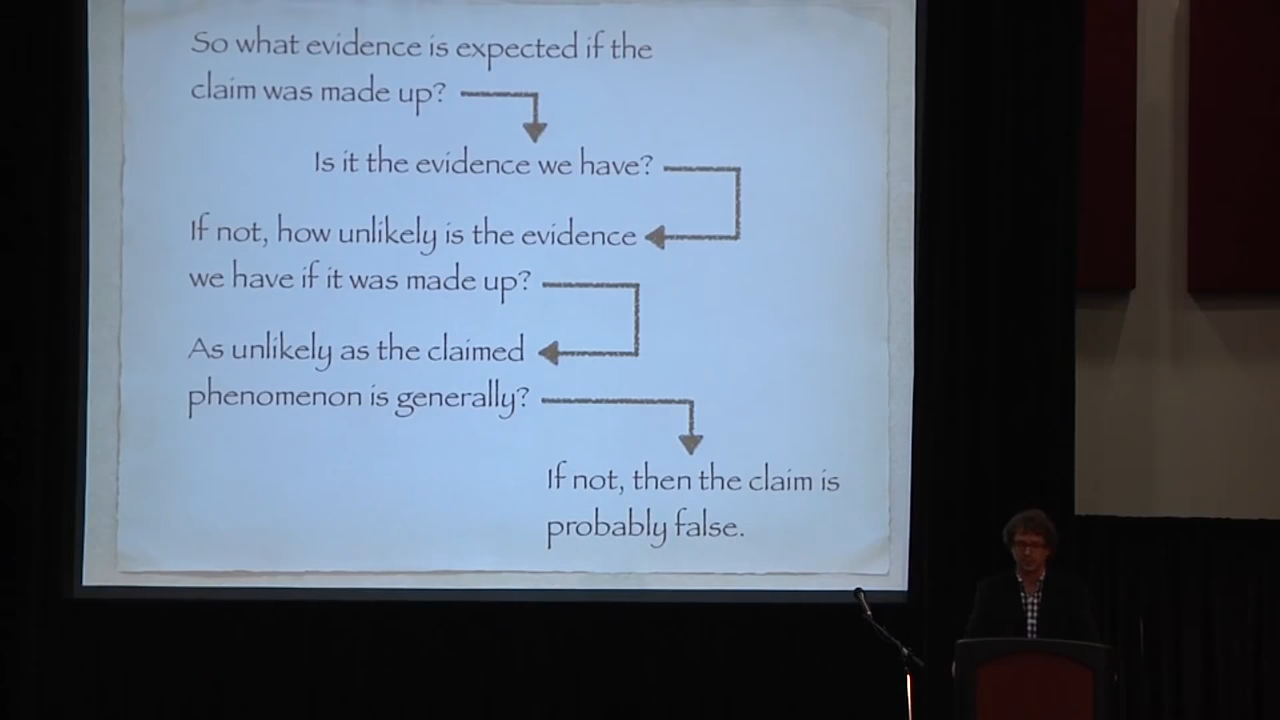 So what evidence is expected if the
claim was made up?
Is it the evidence we have?
If not, how unlikely is the evidence
we have if it was made up?
As unlikely as the claimed
phenomenon is generally?
If not, then the claim is
probably false.